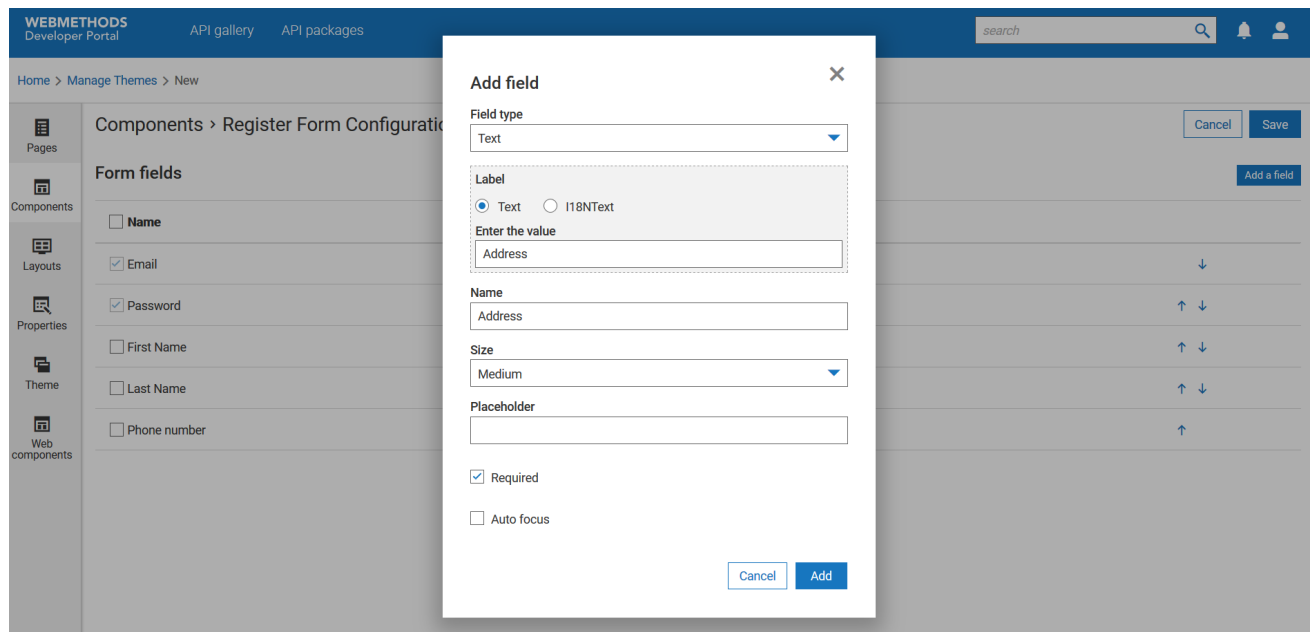 WEBMETHODS
Developer Portal
API gallery
API packages
search
Home > Manage Themes > New
Pages
Components
Layouts
Properties
Theme
Web
components
Components > Register Form Configuratio
Cancel
Save
Form fields
Add a field
Name
Email
Password
First Name
Last Name
Phone number
Add field
Field type
Text
Label
Text
I18NText
Enter the value
Address
Name
Address
Size
Medium
Placeholder
Required
Auto focus
Cancel
Add